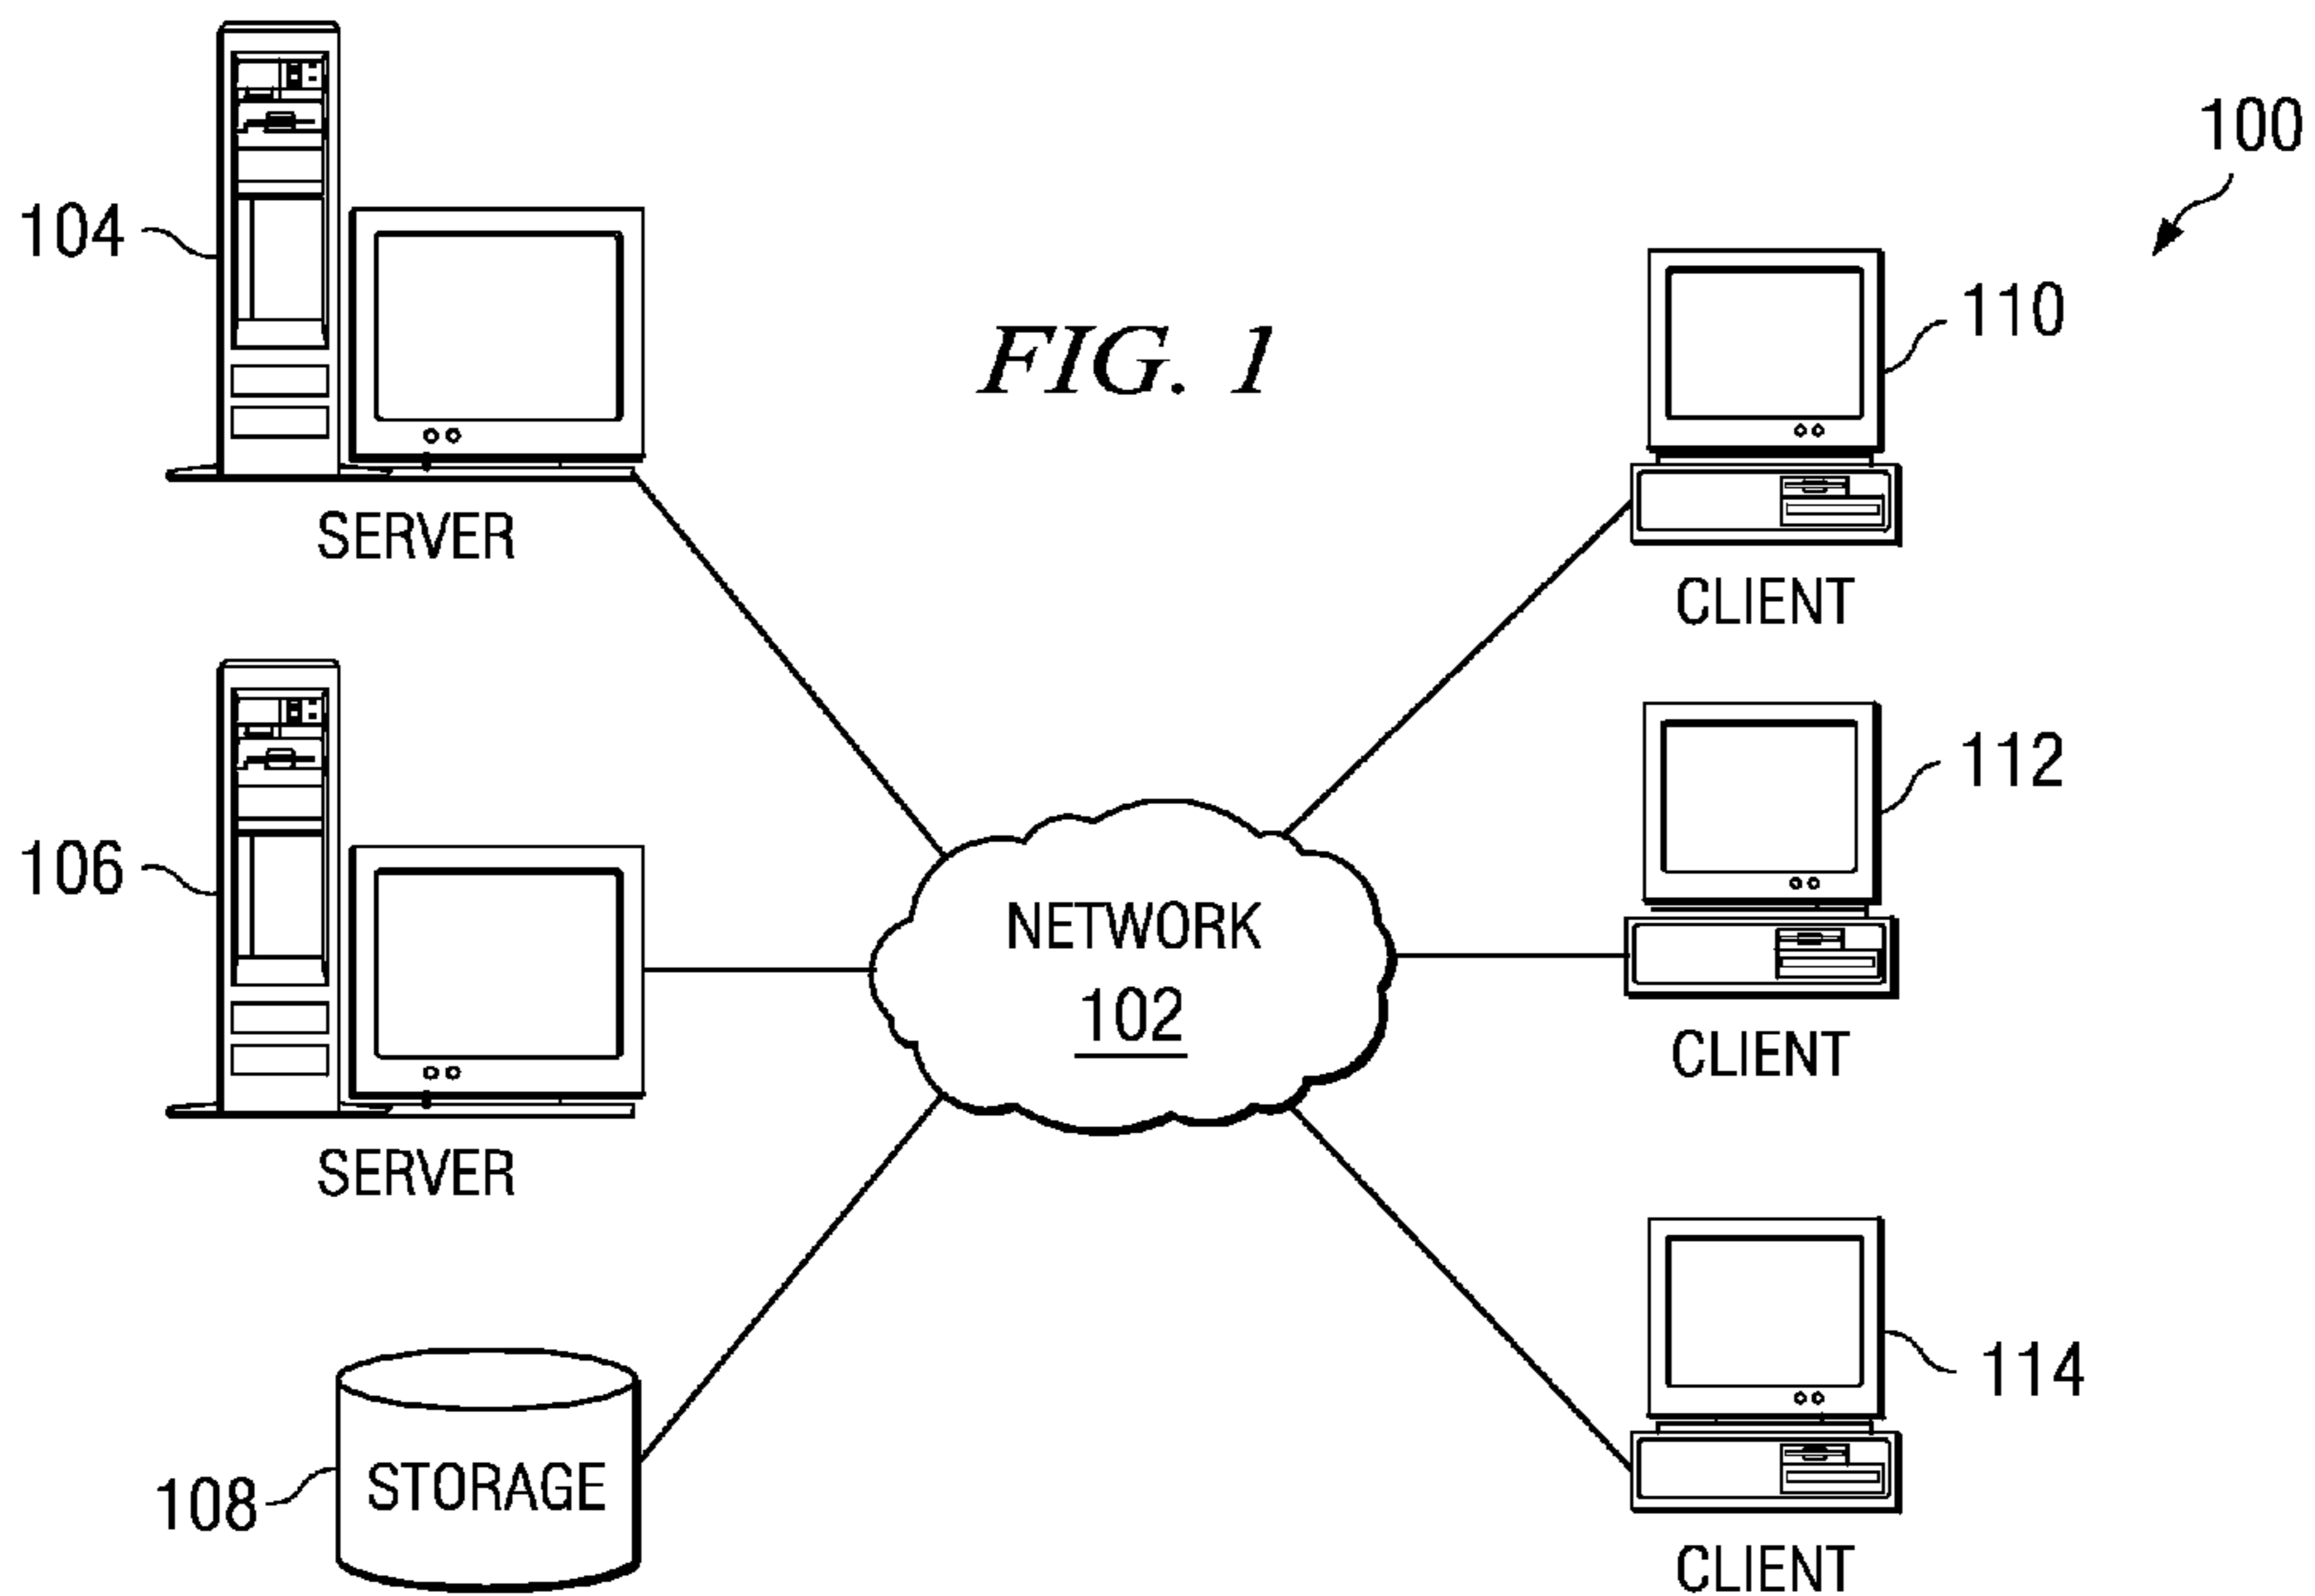 100
104
FIG. 1
110
SERVER
CLIENT
112
106
NETWORK
102
CLIENT
SERVER
114
108
STORAGE
CLIENT